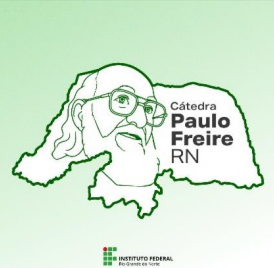 Cátedra
Paulo
Freire
RN
INSTITUTO FEDERAL
Rio Grande do Norte